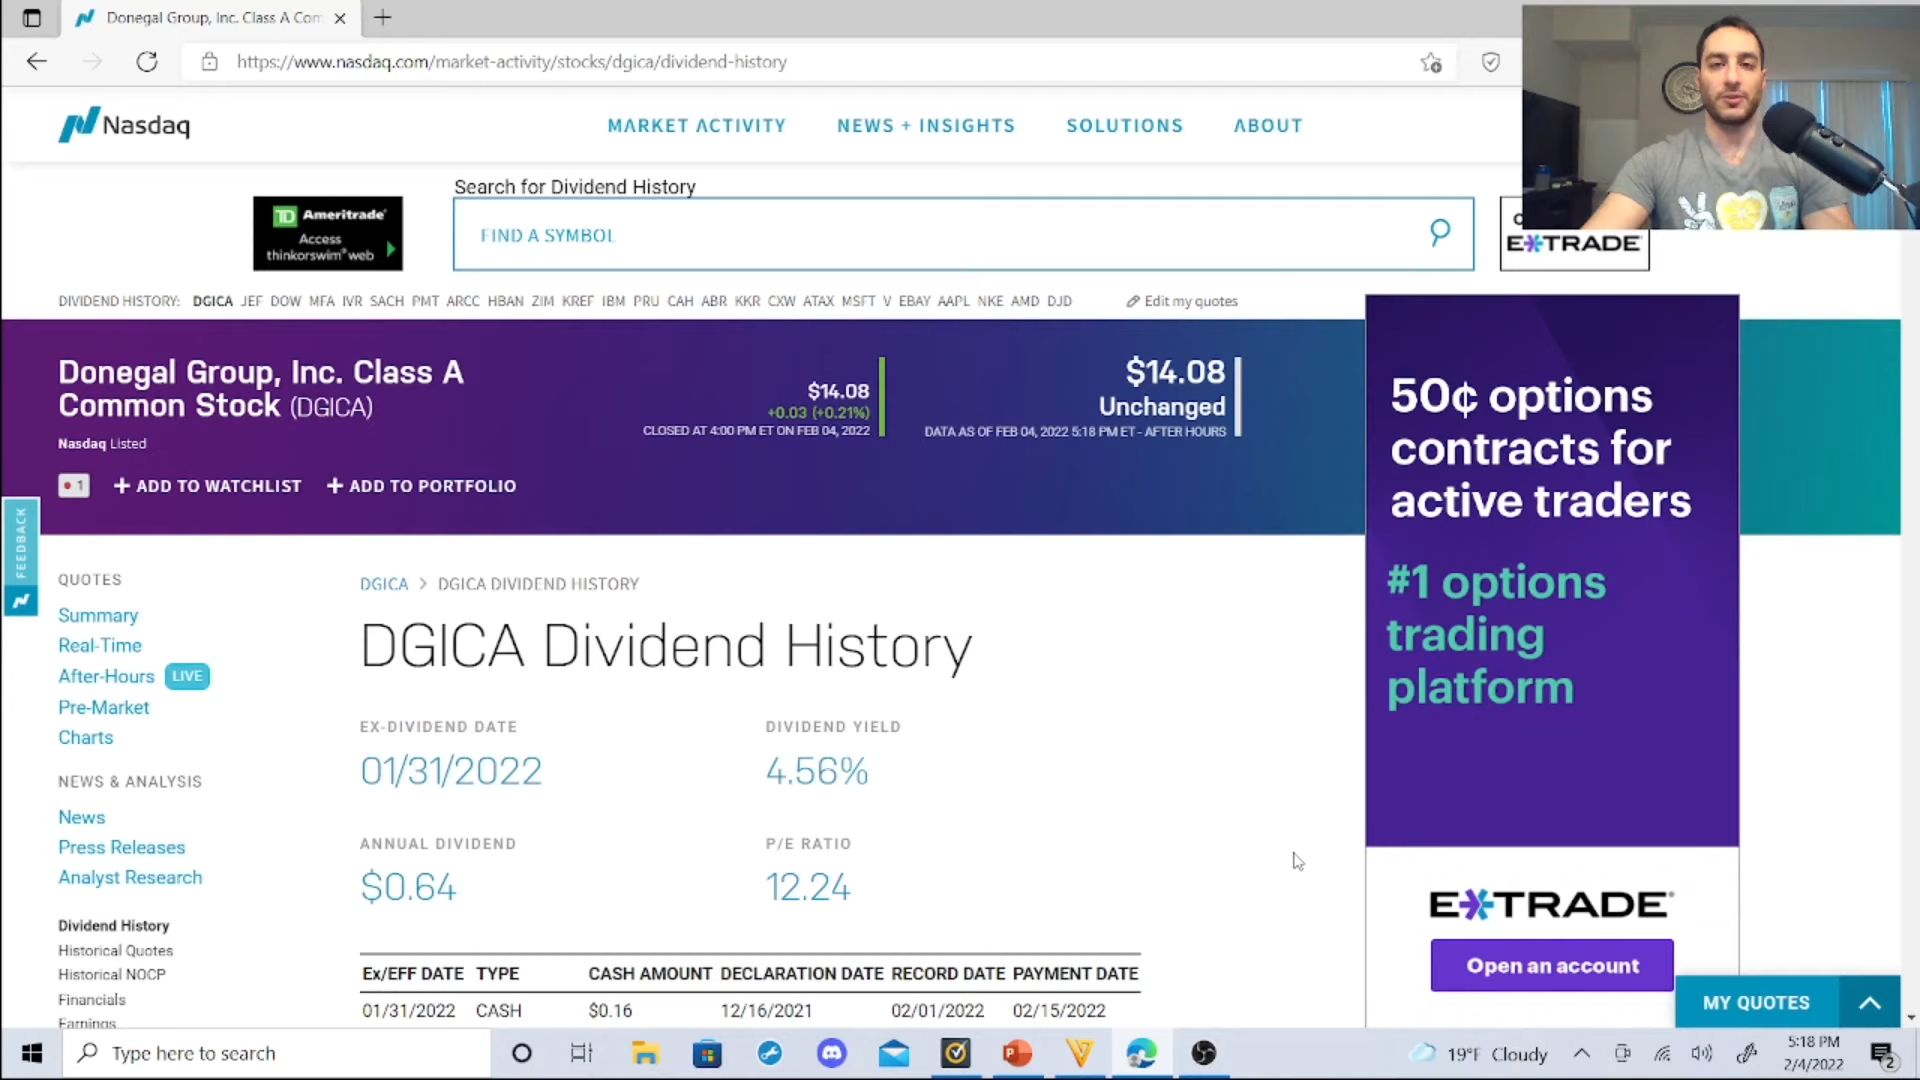 Donegal Group, Inc. Class A Com
https://www.nasdaq.com/market-activity/stocks/dgica/dividend-history
Nasdaq
MARKET ACTIVITY
NEWS + INSIGHTS
SOLUTIONS
ABOUT
Search for Dividend History
TD Ameritrade
Access
thinkorswim web
FIND A SYMBOL
E*TRADE
DIVIDEND HISTORY: DGICA JEF DOW MFA IVR SACH PMT ARCC HBAN ZIM KREF IBM PRU CAH ABR KKR CXW ATAX MSFT V EBAY AAPL NKE AMD DJD
Edit my quotes
Donegal Group, Inc. Class A
Common Stock (DGICA)
Nasdaq Listed
$14.08
+0.03 (+0.21%)
CLOSED AT 4:00 PM ET ON FEB 04, 2022
$14.08
Unchanged
DATA AS OF FEB 04, 2022 5:18 PM ET - AFTER HOURS
1
+ ADD TO WATCHLIST
+ ADD TO PORTFOLIO
FEEDBACK
50¢ options
contracts for
active traders
#1 options
trading
platform
E*TRADE
Open an account
QUOTES
Summary
Real-Time
After-Hours LIVE
Pre-Market
Charts
NEWS & ANALYSIS
News
Press Releases
Analyst Research
Dividend History
Historical Quotes
Historical NOCP
Financials
Earnings
DGICA > DGICA DIVIDEND HISTORY
DGICA Dividend History
EX-DIVIDEND DATE
01/31/2022
DIVIDEND YIELD
4.56%
ANNUAL DIVIDEND
$0.64
P/E RATIO
12.24
Ex/EFF DATE TYPE CASH AMOUNT DECLARATION DATE RECORD DATE PAYMENT DATE
01/31/2022 CASH $0.16 12/16/2021 02/01/2022 02/15/2022
MY QUOTES
Type here to search
19°F Cloudy
5:18 PM
2/4/2022
2